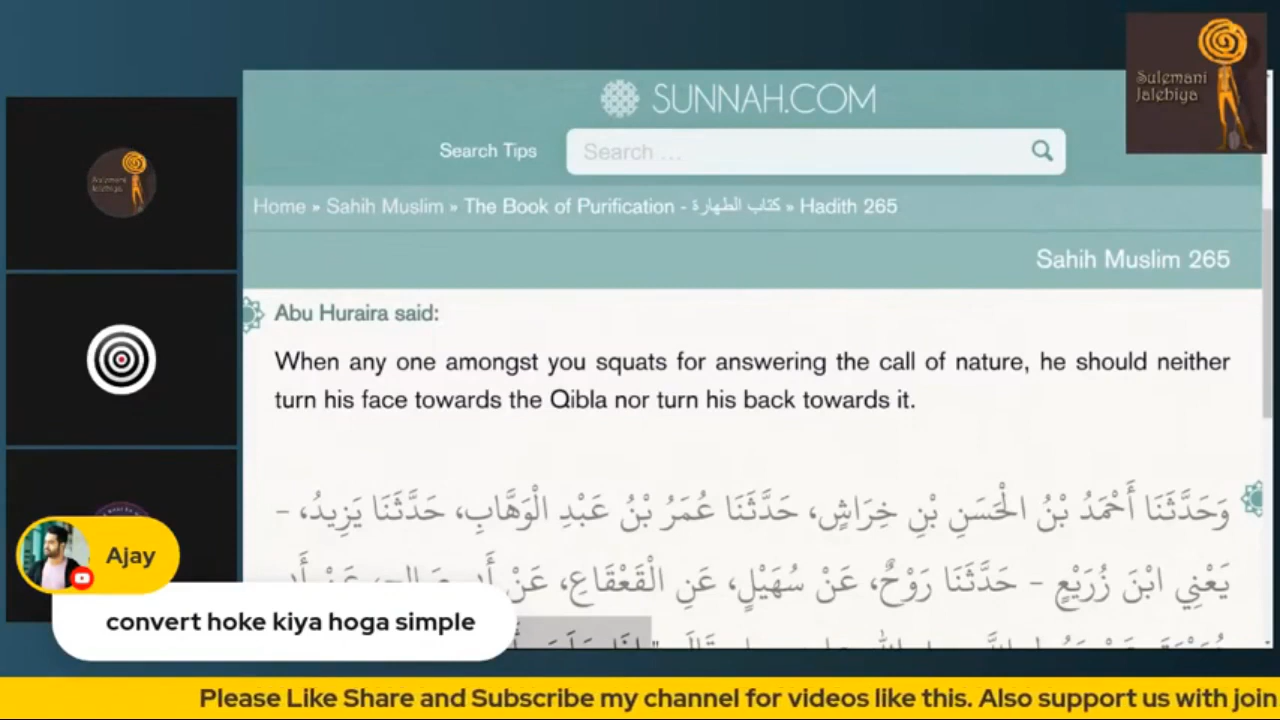 Sulemani
Jalebiya
SUNNAH.COM
Search Tips
Search ...
Home » Sahih Muslim » The Book of Purification - كتاب الطهارة » Hadith 265
Sahih Muslim 265
Abu Huraira said:
When any one amongst you squats for answering the call of nature, he should neither
turn his face towards the Qibla nor turn his back towards it.
وَحَدَّثَنَا أَحْمَدُ بْنُ الْحَسَنِ بْنِ خِرَاشٍ، حَدَّثَنَا عُمَرُ بْنُ عَبْدِ الْوَهَّابِ، حَدَّثَنَا يَزِيدُ، -
يَعْنِي ابْنَ زُرَيْعٍ - حَدَّثَنَا رَوْحٌ، عَنْ سُهَيْلٍ، عَنِ الْقَعْقَاعِ، عَنْ
Ajay
convert hoke kiya hoga simple
Please Like Share and Subscribe my channel for videos like this. Also support us with join